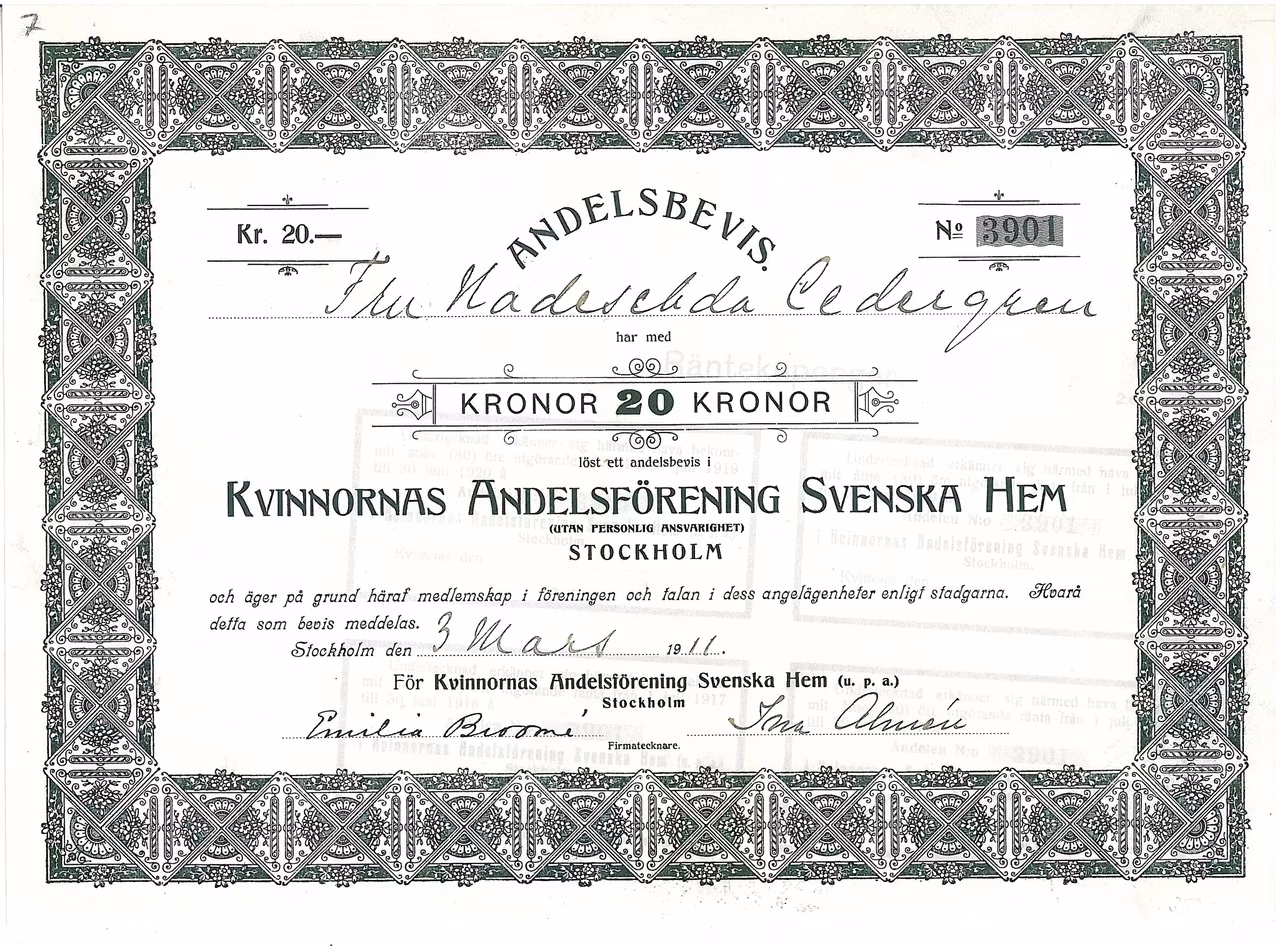 7
ANDELSBEVIS.
Kr. 20.—
Nº 3901
Fru Nadeschda Cedergren
har med
KRONOR 20 KRONOR
löst ett andelsbevis i
KVINNORNAS ANDELSFÖRENING SVENSKA HEM
(UTAN PERSONLIG ANSVARIGHET)
STOCKHOLM
och äger på grund häraf medlemskap i föreningen och talan i dess angelägenheter enligt stadgarna. Hvarå
detta som bevis meddelas.
Stockholm den 3 Mars 1911.
För Kvinnornas Andelsförening Svenska Hem (u. p. a.)
Stockholm
Emilia Broomé Ina Almén
Firmatecknare.